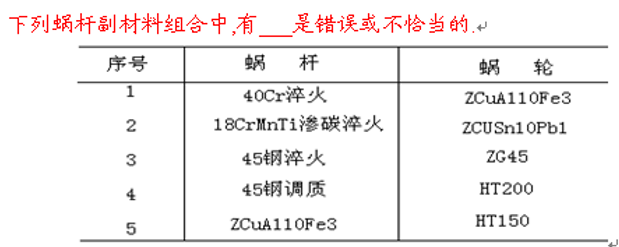 下列蜗杆副材料组合中,有___是错误或不恰当的.
序号 蜗 杆 蜗 轮
1 40Cr淬火 ZCuA110Fe3
2 18CrMnTi渗碳淬火 ZCUSn10Pb1
3 45钢淬火 ZG45
4 45钢调质 HT200
5 ZCuA110Fe3 HT150